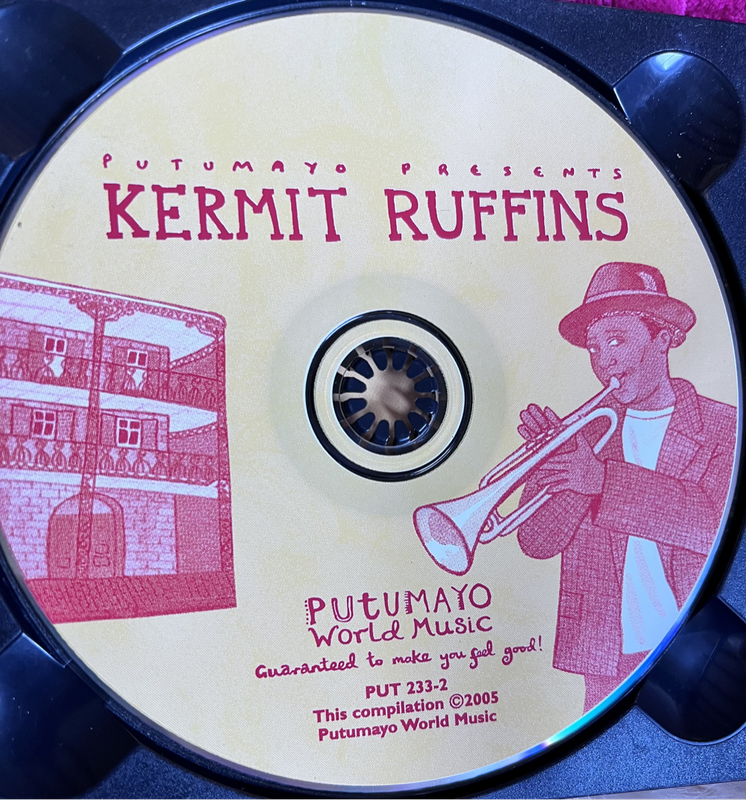 PUTUMAYO PRESENTS
KERMIT RUFFINS
PUTUMAYO
World Music
Guaranteed to make you feel good!
PUT 233-2
This compilation ©2005
Putumayo World Music